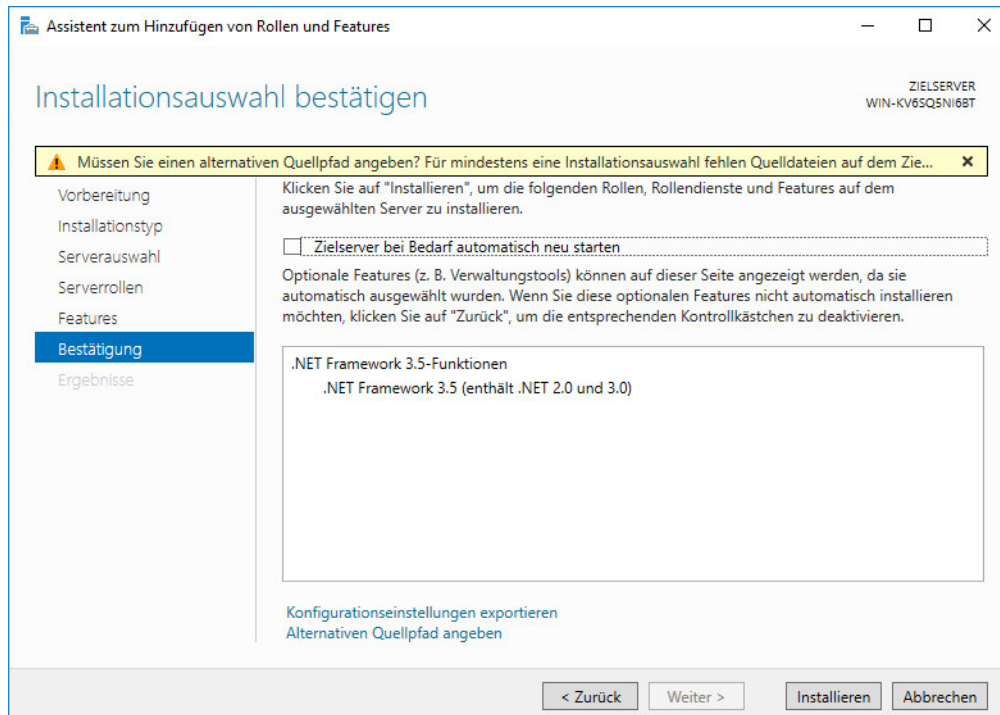 Assistent zum Hinzufügen von Rollen und Features
Installationsauswahl bestätigen
ZIELSERVER
WIN-KV6SQ5NI6BT
Müssen Sie einen alternativen Quellpfad angeben? Für mindestens eine Installationsauswahl fehlen Quelldateien auf dem Zie...
Vorbereitung
Installationstyp
Serverauswahl
Serverrollen
Features
Bestätigung
Ergebnisse
Klicken Sie auf "Installieren", um die folgenden Rollen, Rollendienste und Features auf dem
ausgewählten Server zu installieren.
Zielserver bei Bedarf automatisch neu starten
Optionale Features (z. B. Verwaltungstools) können auf dieser Seite angezeigt werden, da sie
automatisch ausgewählt wurden. Wenn Sie diese optionalen Features nicht automatisch installieren
möchten, klicken Sie auf "Zurück", um die entsprechenden Kontrollkästchen zu deaktivieren.
.NET Framework 3.5-Funktionen
.NET Framework 3.5 (enthält .NET 2.0 und 3.0)
Konfigurationseinstellungen exportieren
Alternativen Quellpfad angeben
< Zurück
Weiter >
Installieren
Abbrechen